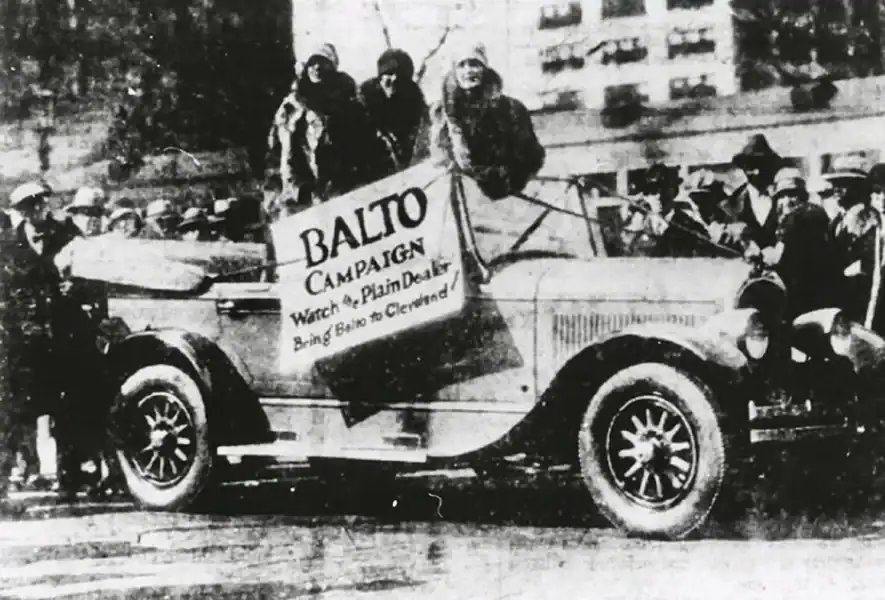 BALTO
CAMPAIGN
Watch the Plain Dealer
Bring Balto to Cleveland!